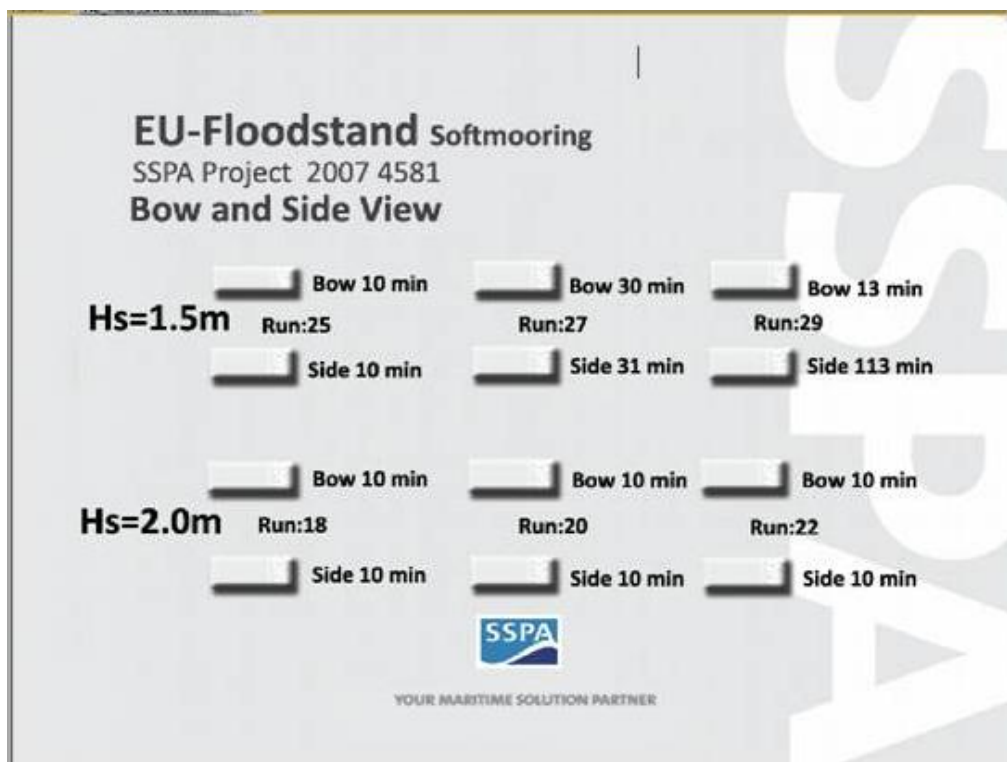 EU-Floodstand Softmooring
SSPA Project 2007 4581
Bow and Side View
Bow 10 min Bow 30 min Bow 13 min
Hs=1.5m Run:25 Run:27 Run:29
Side 10 min Side 31 min Side 113 min
Bow 10 min Bow 10 min Bow 10 min
Hs=2.0m Run:18 Run:20 Run:22
Side 10 min Side 10 min Side 10 min
SSPA
YOUR MARITIME SOLUTION PARTNER
SSPA